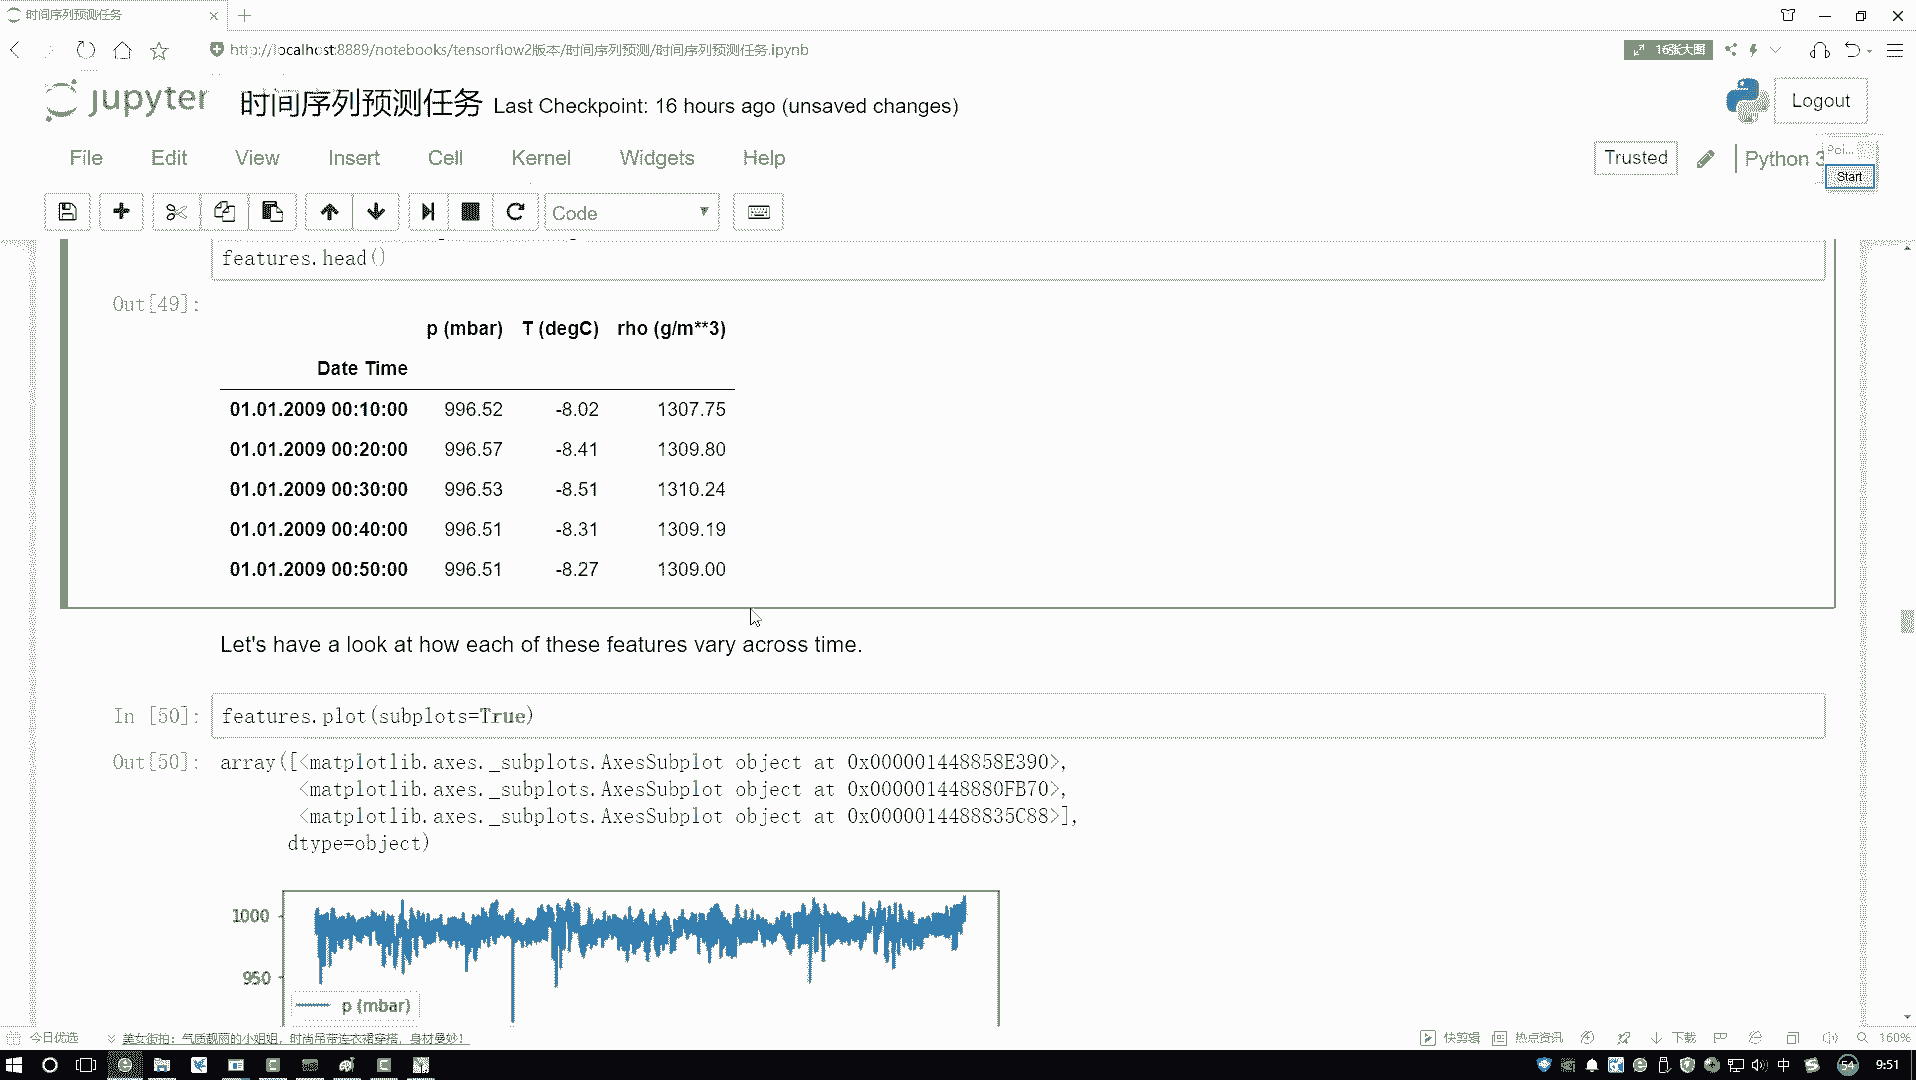 时间序列预测任务
http://localhost:8889/notebooks/tensorflow2版本/时间序列预测/时间序列预测任务.ipynb
16张大图
jupyter 时间序列预测任务 Last Checkpoint: 16 hours ago (unsaved changes)
Logout
File Edit View Insert Cell Kernel Widgets Help
Trusted
Python 3
Poi...
Start
Code
features.head()
Out[49]:
p (mbar) T (degC) rho (g/m**3)
Date Time
01.01.2009 00:10:00 996.52 -8.02 1307.75
01.01.2009 00:20:00 996.57 -8.41 1309.80
01.01.2009 00:30:00 996.53 -8.51 1310.24
01.01.2009 00:40:00 996.51 -8.31 1309.19
01.01.2009 00:50:00 996.51 -8.27 1309.00
Let's have a look at how each of these features vary across time.
In [50]: features.plot(subplots=True)
Out[50]: array([<matplotlib.axes._subplots.AxesSubplot object at 0x000001448858E390>,
<matplotlib.axes._subplots.AxesSubplot object at 0x000001448880FB70>,
<matplotlib.axes._subplots.AxesSubplot object at 0x0000014488835C88>],
dtype=object)
1000
950
p (mbar)
今日优选
美女街拍：气质靓丽的小姐姐，时尚吊带连衣裙穿搭，身材曼妙！
快剪辑 热点资讯 下载 160%
中 54 9:51